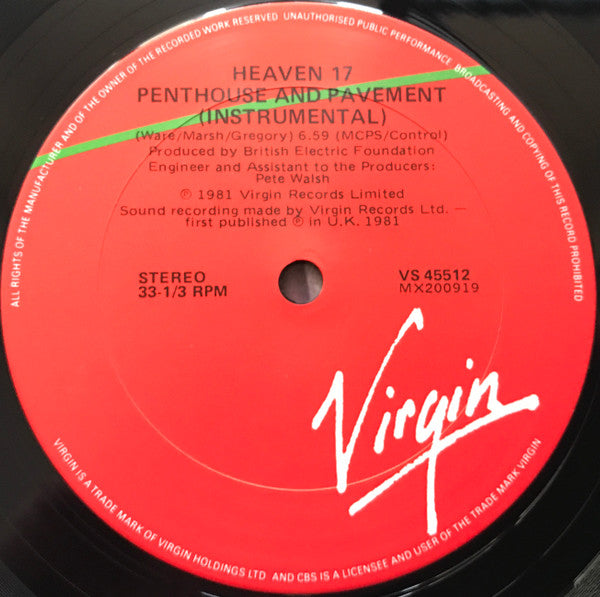 ALL RIGHTS OF THE MANUFACTURER AND OF THE OWNER OF THE RECORDED WORK RESERVED UNAUTHORISED PUBLIC PERFORMANCE, BROADCASTING AND COPYING OF THIS RECORD PROHIBITED
HEAVEN 17
PENTHOUSE AND PAVEMENT
(INSTRUMENTAL)
(Ware/Marsh/Gregory) 6.59 (MCPS/Control)
Produced by British Electric Foundation
Engineer and Assistant to the Producers:
Pete Walsh
℗ 1981 Virgin Records Limited
Sound recording made by Virgin Records Ltd. —
first published ℗ in U.K. 1981
STEREO
33-1/3 RPM
VS 45512
MX200919
Virgin
VIRGIN IS A TRADE MARK OF VIRGIN HOLDINGS LTD AND CBS IS A LICENSEE AND USER OF THE TRADE MARK VIRGIN